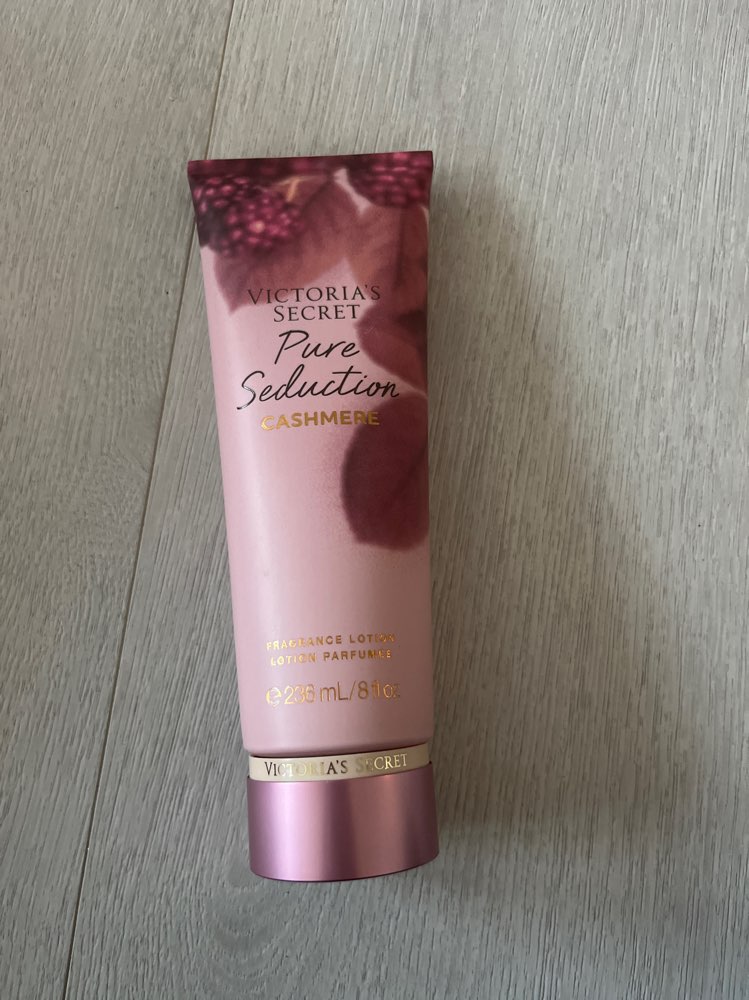 VICTORIA'S
SECRET
Pure
Seduction
CASHMERE
FRAGRANCE LOTION
LOTION PARFUMÉE
℮ 236 mL/8 fl oz
VICTORIA'S SECRET